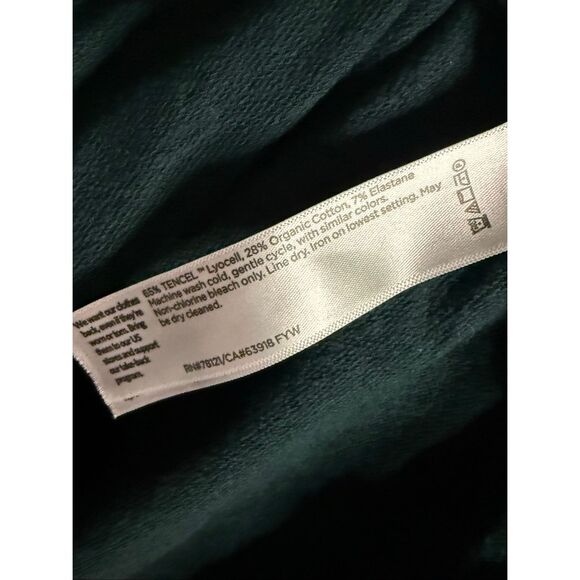 We want our clothes
back, even if they're
worn or torn. Bring
them to our US
stores and support
our take-back
program.
65% TENCEL™ Lyocell, 28% Organic Cotton, 7% Elastane
Machine wash cold, gentle cycle, with similar colors.
Non-chlorine bleach only. Line dry. Iron on lowest setting. May
be dry cleaned.
RN#78121/CA#63918 FYW